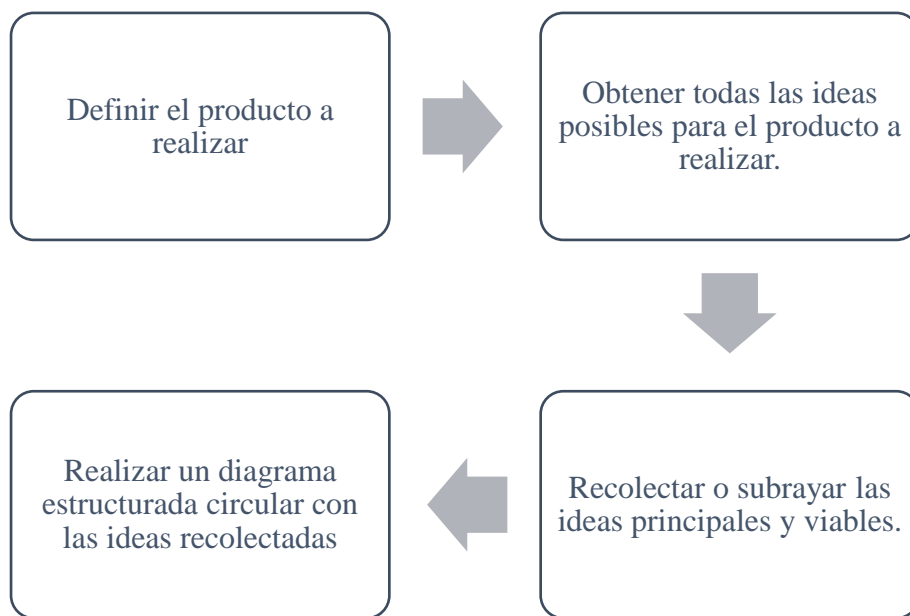 Definir el producto a
realizar
Obtener todas las ideas
posibles para el producto a
realizar.
Recolectar o subrayar las
ideas principales y viables.
Realizar un diagrama
estructurada circular con
las ideas recolectadas